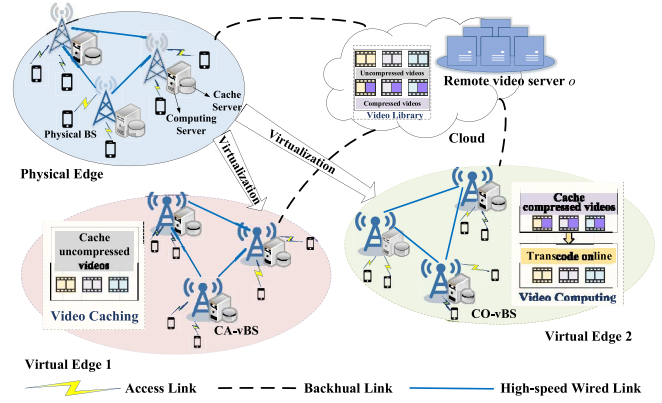 Uncompressed videos
Compressed videos
Video Library
Remote video server o
Cloud
Cache
Server
Computing
Server
Physical BS
Physical Edge
Virtualization
Virtualization
Cache
uncompressed
videos
Video Caching
CA-vBS
Virtual Edge 1
Cache
compressed videos
Transcode online
Video Computing
CO-vBS
Virtual Edge 2
Access Link
Backhual Link
High-speed Wired Link